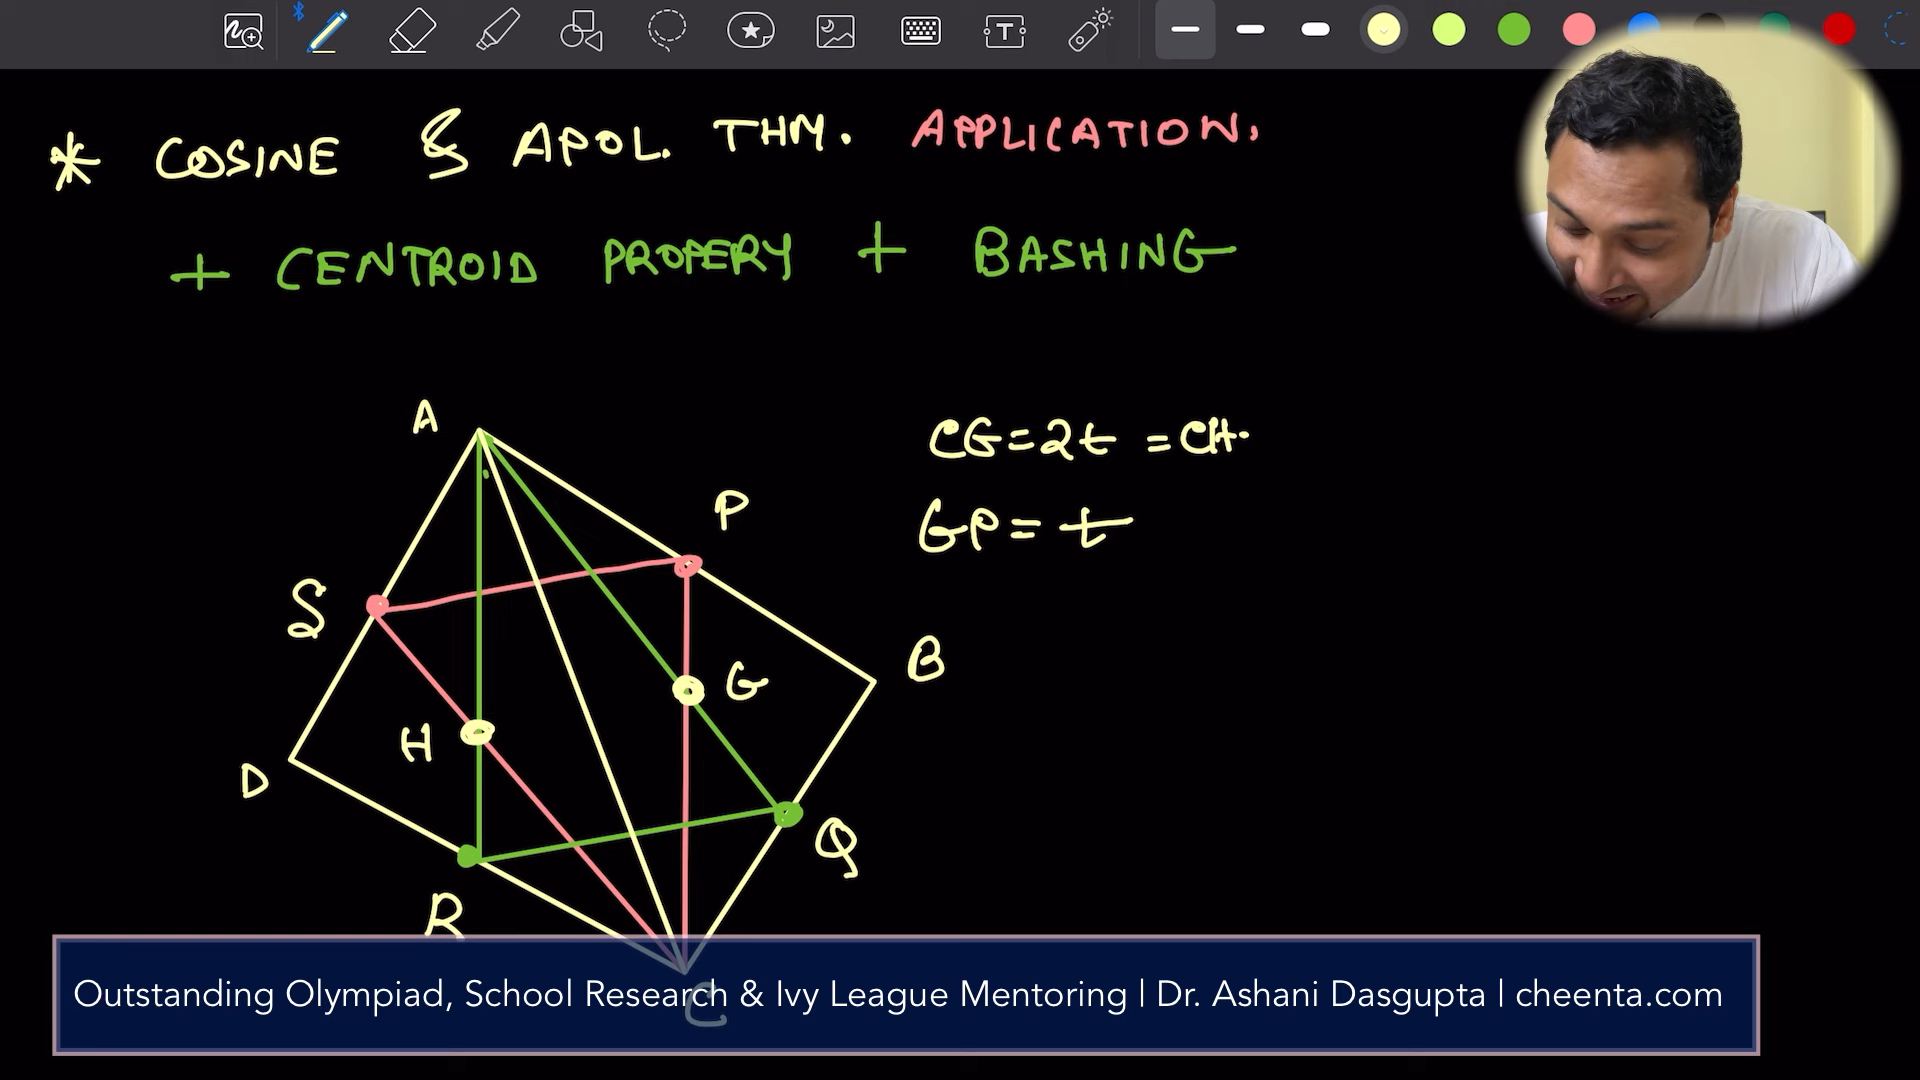 * COSINE & APOL. THM. APPLICATION.
+ CENTROID PROPERY + BASHING
A
CG = 2t = CH.
P
GP = t
S
B
G
H
D
Q
R
C
Outstanding Olympiad, School Research & Ivy League Mentoring | Dr. Ashani Dasgupta | cheenta.com